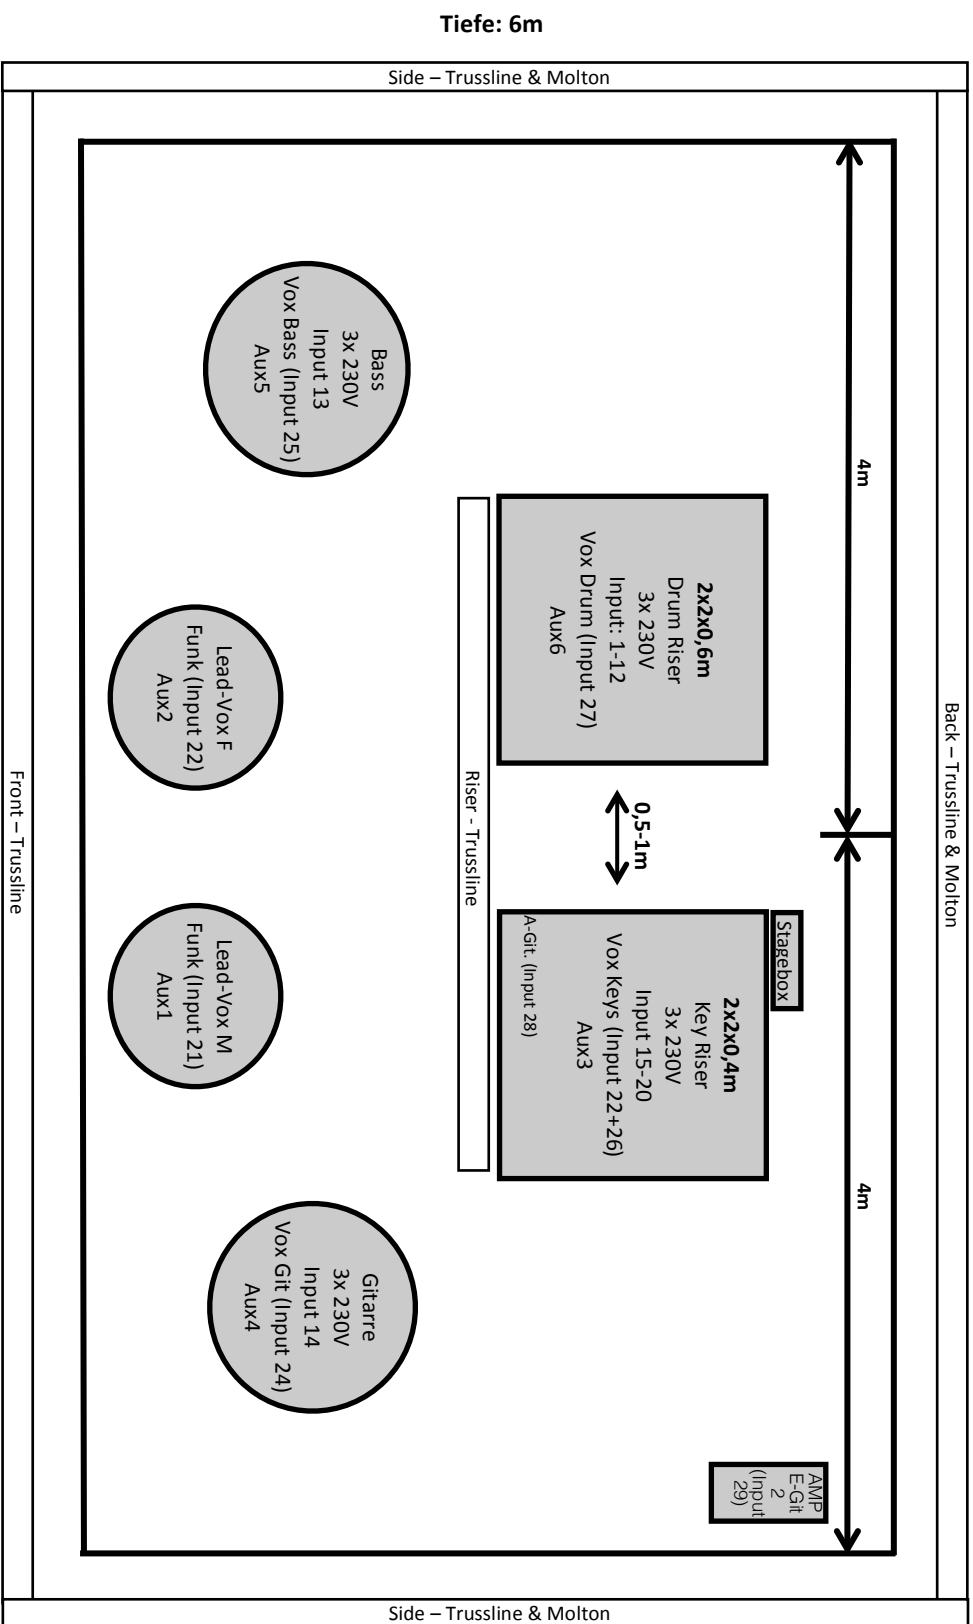 Tiefe: 6m
Side – Trussline & Molton
Back – Trussline & Molton
4m
4m
Stagebox
2x2x0,6m
Drum Riser
3x 230V
Input: 1-12
Vox Drum (Input 27)
Aux6
0,5-1m
2x2x0,4m
Key Riser
3x 230V
Input 15-20
Vox Keys (Input 22+26)
Aux3
A-Git. (Input 28)
AMP
E-Git
2
(Input
29)
Riser - Trussline
Bass
3x 230V
Input 13
Vox Bass (Input 25)
Aux5
Lead-Vox F
Funk (Input 22)
Aux2
Lead-Vox M
Funk (Input 21)
Aux1
Gitarre
3x 230V
Input 14
Vox Git (Input 24)
Aux4
Front – Trussline
Side – Trussline & Molton